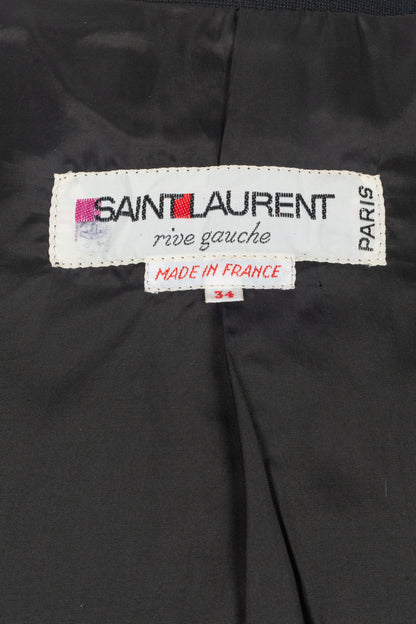 SAINT LAURENT
rive gauche
PARIS
MADE IN FRANCE
34